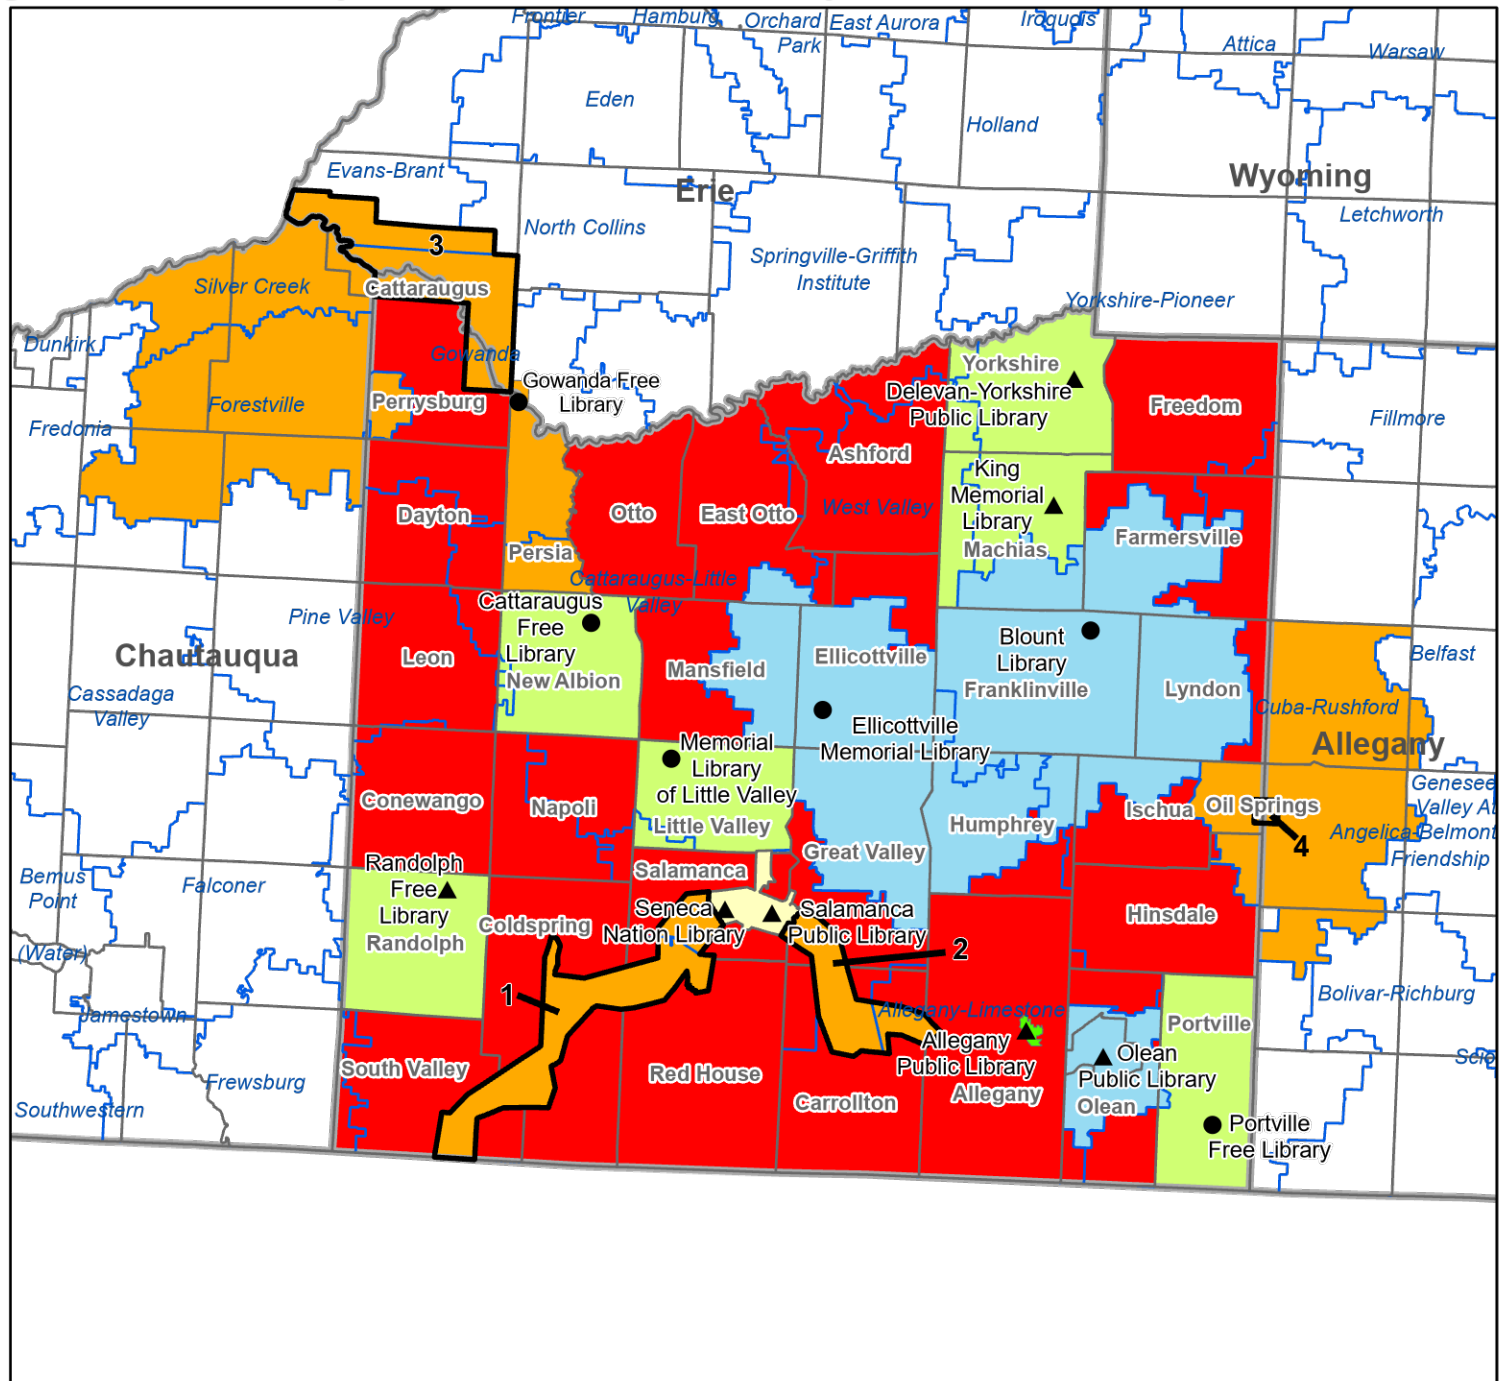 Frontier
Hamburg
Orchard
Park
East Aurora
Iroquois
Attica
Warsaw
Eden
Holland
Evans-Brant
Erie
Wyoming
North Collins
Letchworth
3
Springville-Griffith
Institute
Silver Creek
Cattaraugus
Yorkshire-Pioneer
Dunkirk
Gowanda
Gowanda Free
Library
Yorkshire
Delevan-Yorkshire
Public Library
Forestville
Perrysburg
Freedom
Fredonia
Fillmore
Ashford
King
Memorial
Library
Machias
Dayton
Otto
East Otto
West Valley
Farmersville
Persia
Cattaraugus-Little
Valley
Cattaraugus
Free
Library
New Albion
Pine Valley
Chautauqua
Leon
Mansfield
Ellicottville
Blount
Library
Franklinville
Lyndon
Belfast
Cassadaga
Valley
Cuba-Rushford
Ellicottville
Memorial Library
Allegany
Memorial
Library
of Little Valley
Little Valley
Conewango
Napoli
Humphrey
Ischua
Oil Springs
Genesee
Valley At
Angelica-Belmont
4
Friendship
Great Valley
Randolph
Free
Library
Randolph
Salamanca
Bemus
Point
Falconer
Coldspring
Seneca
Nation Library
Salamanca
Public Library
Hinsdale
(Water)
2
1
Bolivar-Richburg
Jamestown
Allegany-Limestone
Portville
Allegany
Public Library
Allegany
Olean
Public Library
Olean
Scio
South Valley
Red House
Frewsburg
Southwestern
Carrollton
Portville
Free Library